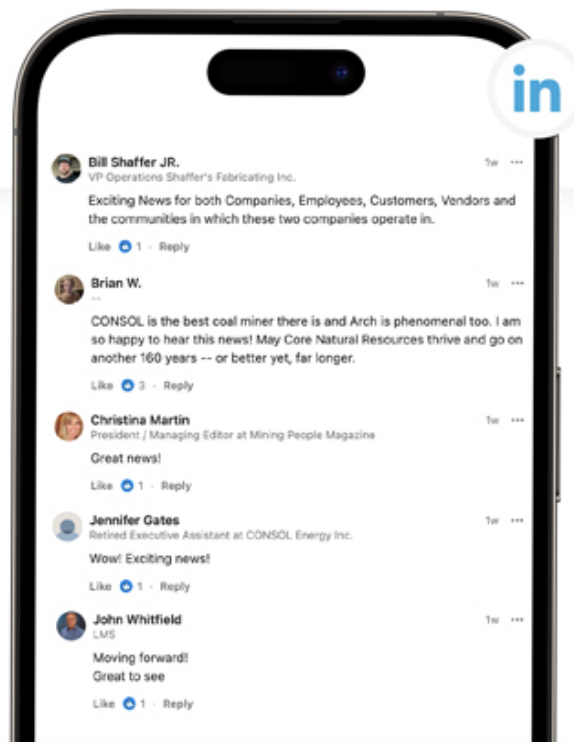 in
Bill Shaffer JR.
1w ···
VP Operations Shaffer's Fabricating Inc.
Exciting News for both Companies, Employees, Customers, Vendors and
the communities in which these two companies operate in.
Like 1 · Reply
Brian W.
1w ···
--
CONSOL is the best coal miner there is and Arch is phenomenal too. I am
so happy to hear this news! May Core Natural Resources thrive and go on
another 160 years -- or better yet, far longer.
Like 3 · Reply
Christina Martin
1w ···
President / Managing Editor at Mining People Magazine
Great news!
Like 1 · Reply
Jennifer Gates
1w ···
Retired Executive Assistant at CONSOL Energy Inc.
Wow! Exciting news!
Like 1 · Reply
John Whitfield
1w ···
LMS
Moving forward!
Great to see
Like 1 · Reply